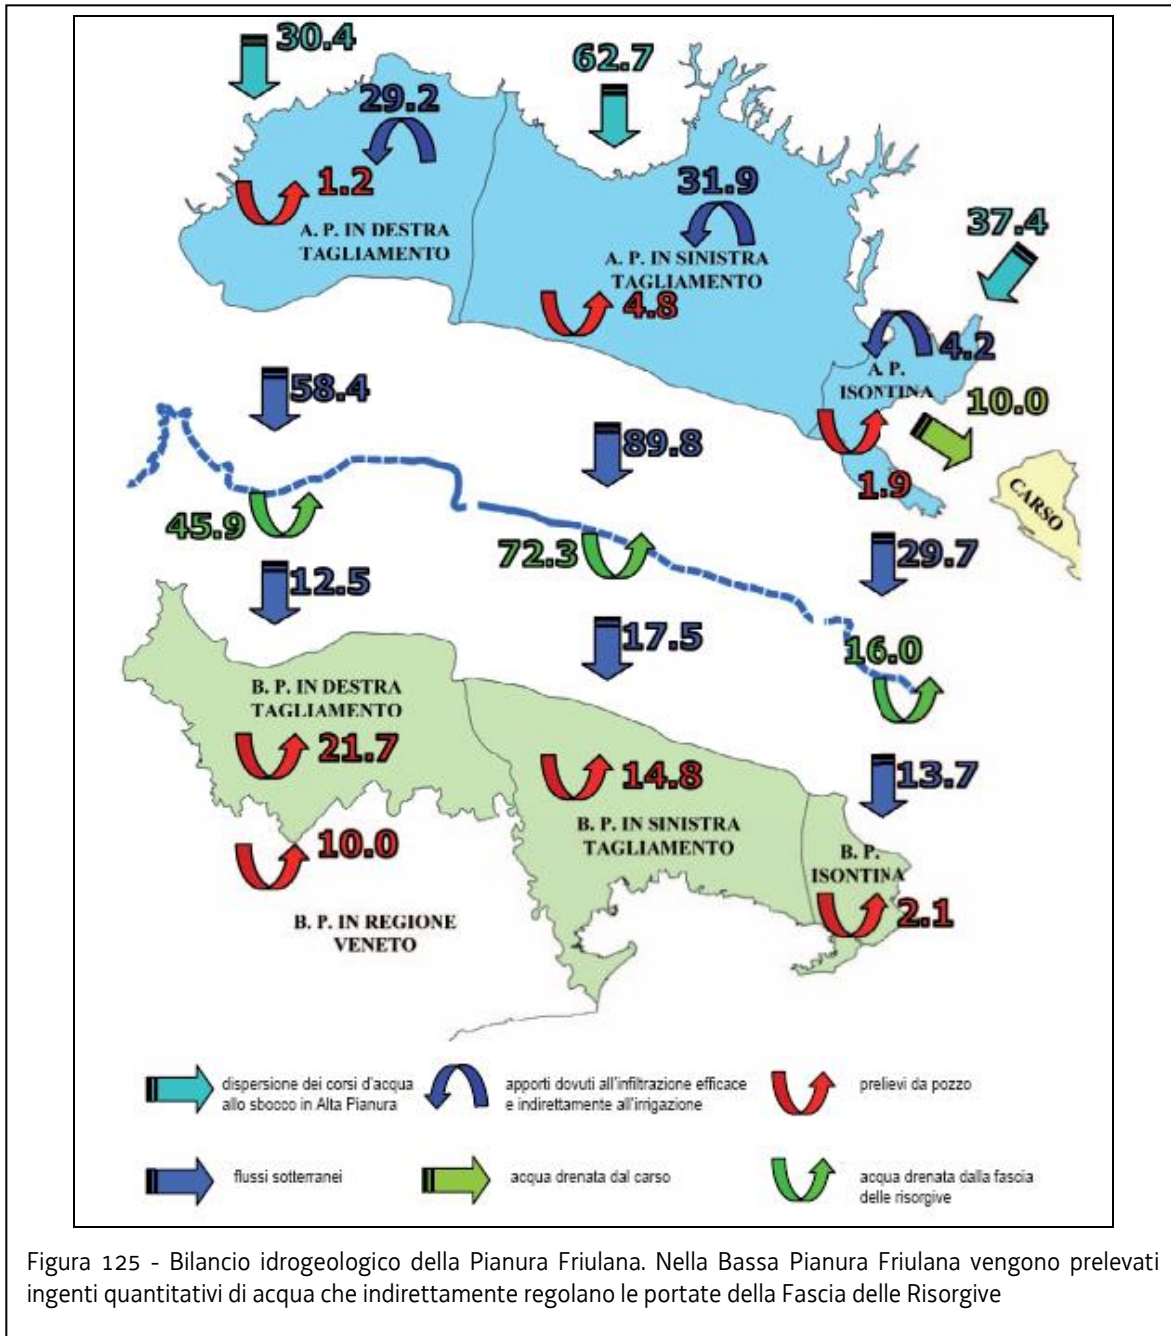 30.4
62.7
29.2
1.2
31.9
37.4
A. P. IN DESTRA
TAGLIAMENTO
A. P. IN SINISTRA
TAGLIAMENTO
4.8
4.2
A. P.
ISONTINA
10.0
58.4
89.8
1.9
CARSO
45.9
72.3
29.7
12.5
17.5
16.0
B. P. IN DESTRA
TAGLIAMENTO
21.7
14.8
13.7
B. P. IN SINISTRA
TAGLIAMENTO
10.0
B. P.
ISONTINA
2.1
B. P. IN REGIONE
VENETO
dispersione dei corsi d'acqua
allo sbocco in Alta Pianura
apporti dovuti all'infiltrazione efficace
e indirettamente all'irrigazione
prelievi da pozzo
flussi sotterranei
acqua drenata dal carso
acqua drenata dalla fascia
delle risorgive
Figura 125 - Bilancio idrogeologico della Pianura Friulana. Nella Bassa Pianura Friulana vengono prelevati
ingenti quantitativi di acqua che indirettamente regolano le portate della Fascia delle Risorgive